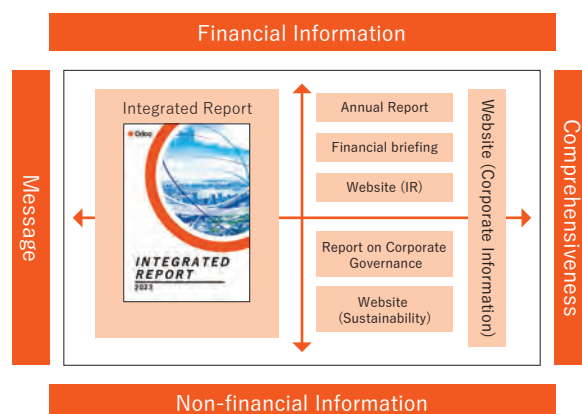 Financial Information
Message
Integrated Report
Orico
INTEGRATED
REPORT
2023
Annual Report
Financial briefing
Website (IR)
Report on Corporate
Governance
Website
(Sustainability)
Website (Corporate Information)
Comprehensiveness
Non-financial Information